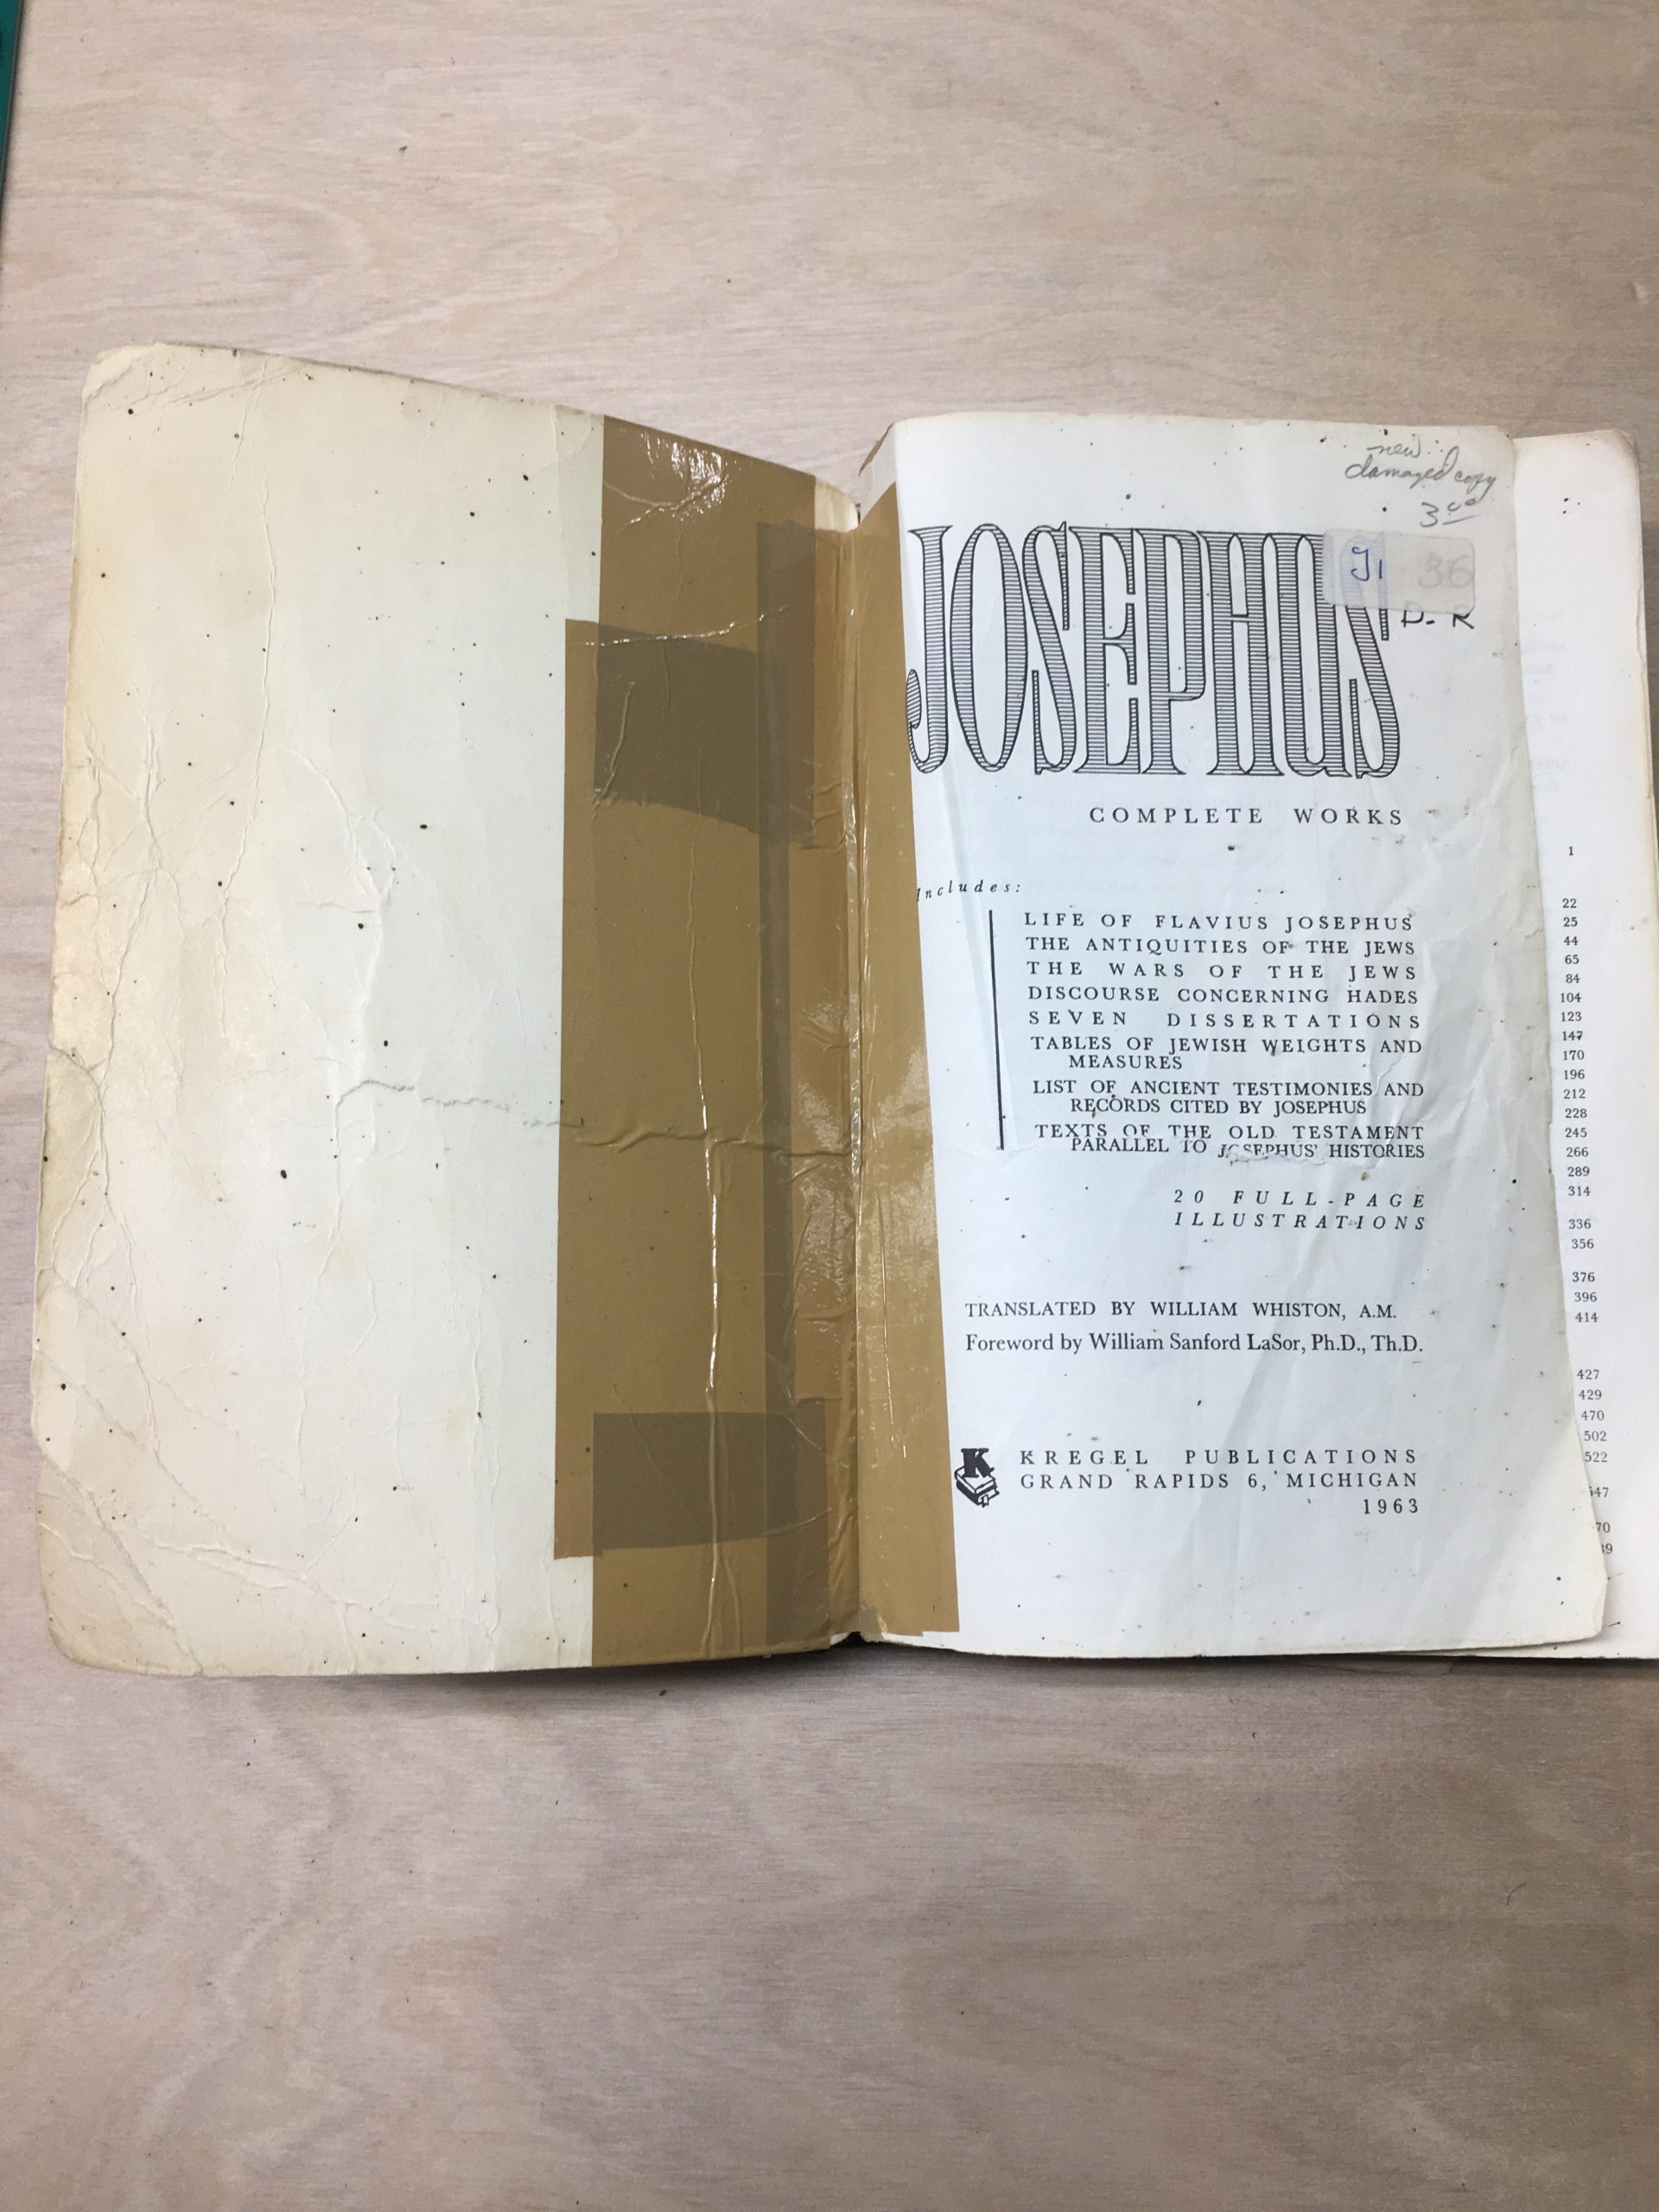 new
damaged copy
3 00
JOSEPHUS
J1 36
D. R
COMPLETE WORKS
Includes:
LIFE OF FLAVIUS JOSEPHUS
THE ANTIQUITIES OF THE JEWS
THE WARS OF THE JEWS
DISCOURSE CONCERNING HADES
SEVEN DISSERTATIONS
TABLES OF JEWISH WEIGHTS AND
MEASURES
LIST OF ANCIENT TESTIMONIES AND
RECORDS CITED BY JOSEPHUS
TEXTS OF THE OLD TESTAMENT
PARALLEL TO JOSEPHUS' HISTORIES
20 FULL-PAGE
ILLUSTRATIONS
TRANSLATED BY WILLIAM WHISTON, A.M.
Foreword by William Sanford LaSor, Ph.D., Th.D.
K
KREGEL PUBLICATIONS
GRAND RAPIDS 6, MICHIGAN
1963
1
22
25
44
65
84
104
123
147
170
196
212
228
245
266
289
314
336
356
376
396
414
427
429
470
502
522